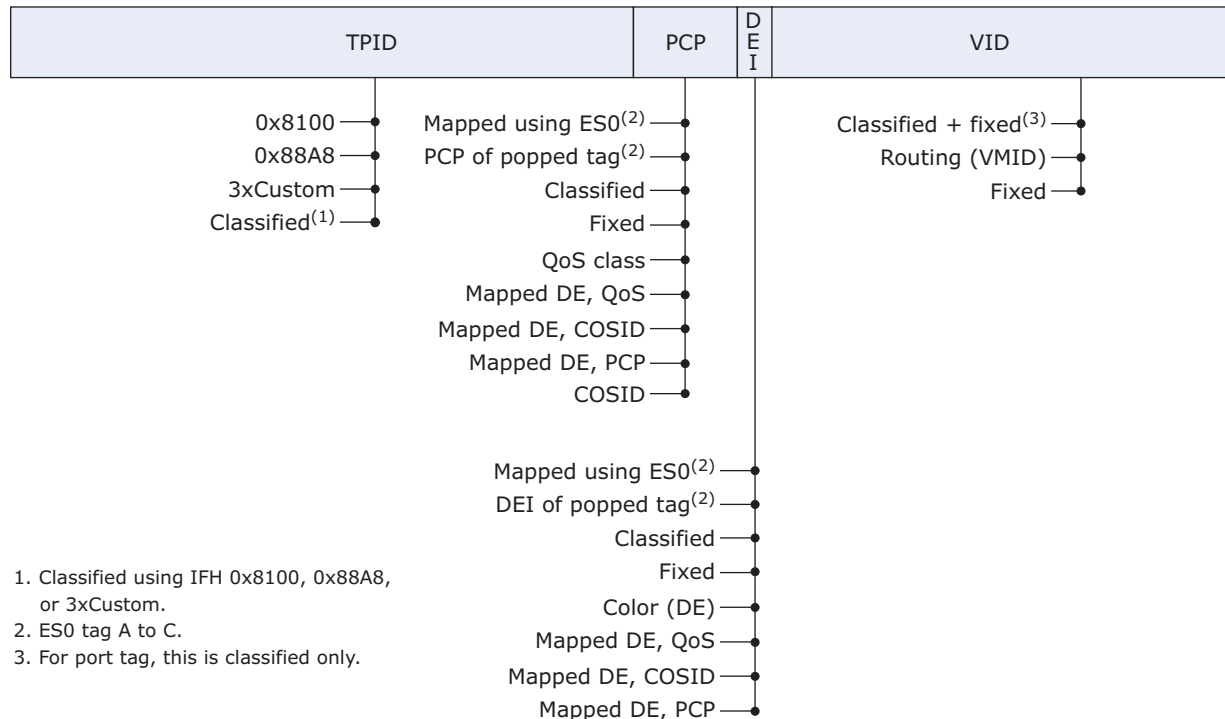 TPID PCP DEI VID
0x8100
0x88A8
3xCustom
Classified(1)
Mapped using ES0(2)
PCP of popped tag(2)
Classified
Fixed
QoS class
Mapped DE, QoS
Mapped DE, COSID
Mapped DE, PCP
COSID
Classified + fixed(3)
Routing (VMID)
Fixed
Mapped using ES0(2)
DEI of popped tag(2)
Classified
Fixed
Color (DE)
Mapped DE, QoS
Mapped DE, COSID
Mapped DE, PCP
1. Classified using IFH 0x8100, 0x88A8,
or 3xCustom.
2. ES0 tag A to C.
3. For port tag, this is classified only.